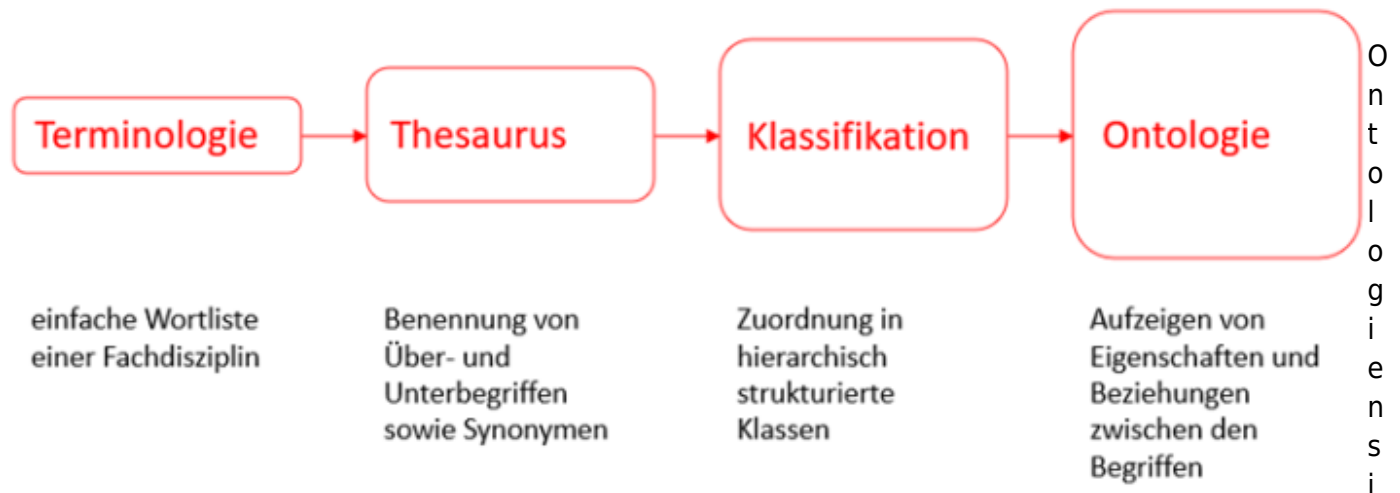 Terminologie
Thesaurus
Klassifikation
Ontologie
einfache Wortliste
einer Fachdisziplin
Benennung von
Über- und
Unterbegriffen
sowie Synonymen
Zuordnung in
hierarchisch
strukturierte
Klassen
Aufzeigen von
Eigenschaften und
Beziehungen
zwischen den
Begriffen
O
n
t
o
l
o
g
i
e
n
s
i